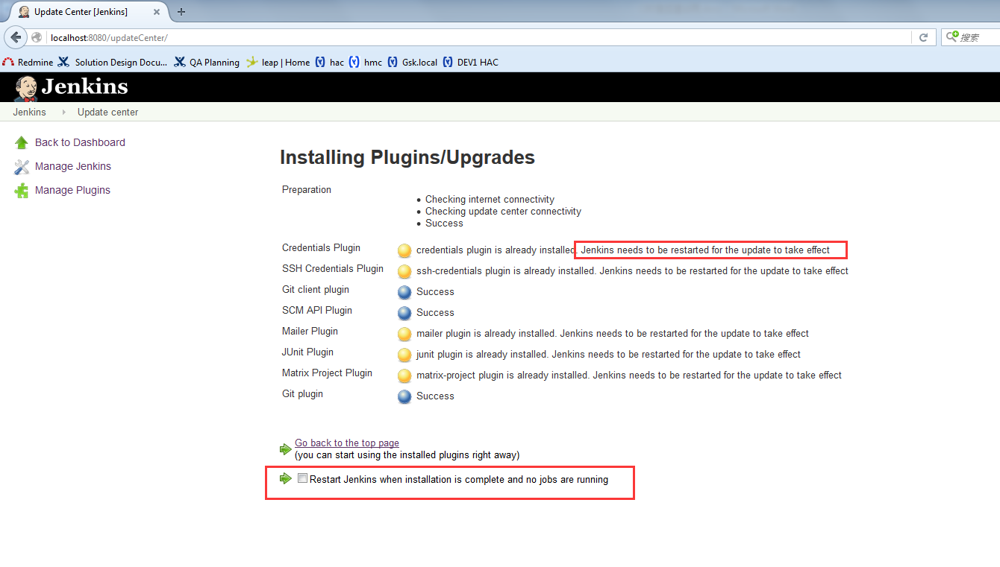 Update Center [Jenkins]
localhost:8080/updateCenter/
搜索
Redmine
Solution Design Docu...
QA Planning
leap | Home
hac
hmc
Gsk.local
DEV1 HAC
Jenkins
Jenkins
Update center
Back to Dashboard
Manage Jenkins
Manage Plugins
Installing Plugins/Upgrades
Preparation
Checking internet connectivity
Checking update center connectivity
Success
Credentials Plugin
credentials plugin is already installed. Jenkins needs to be restarted for the update to take effect
SSH Credentials Plugin
ssh-credentials plugin is already installed. Jenkins needs to be restarted for the update to take effect
Git client plugin
Success
SCM API Plugin
Success
Mailer Plugin
mailer plugin is already installed. Jenkins needs to be restarted for the update to take effect
JUnit Plugin
junit plugin is already installed. Jenkins needs to be restarted for the update to take effect
Matrix Project Plugin
matrix-project plugin is already installed. Jenkins needs to be restarted for the update to take effect
Git plugin
Success
Go back to the top page
(you can start using the installed plugins right away)
Restart Jenkins when installation is complete and no jobs are running